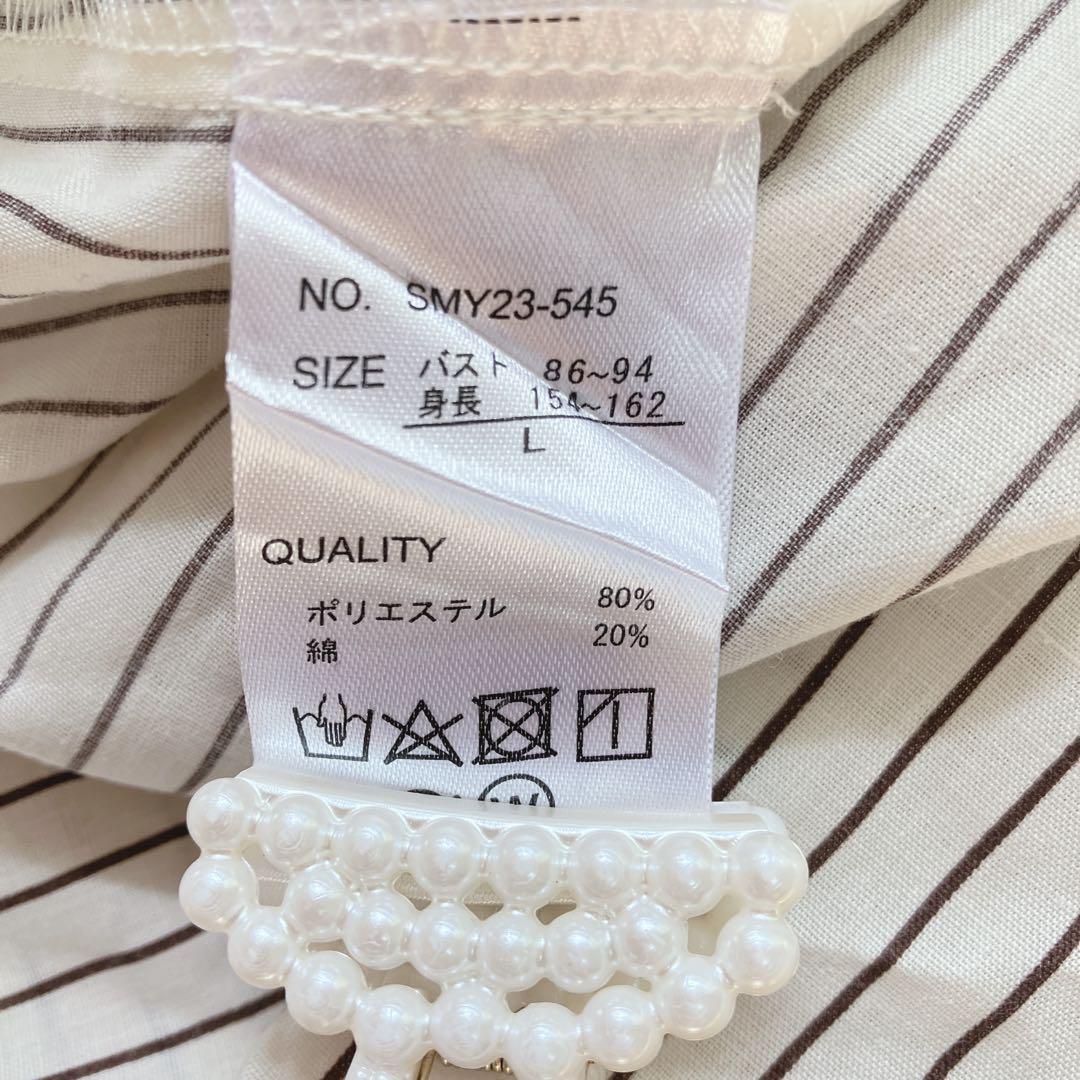 NO. SMY23-545
SIZE バスト 86~94
身長 154~162
L
QUALITY
ポリエステル 80%
綿 20%
W